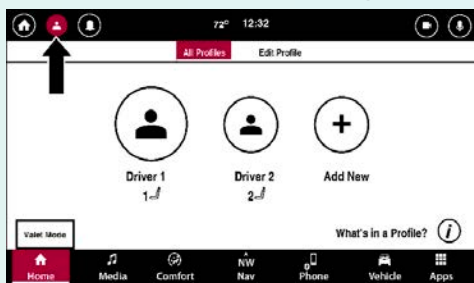 72° 12:32
All Profiles Edit Profile
Driver 1 Driver 2 Add New
1 2
Valet Mode What's in a Profile? i
NW
Home Media Comfort Nav Phone Vehicle Apps